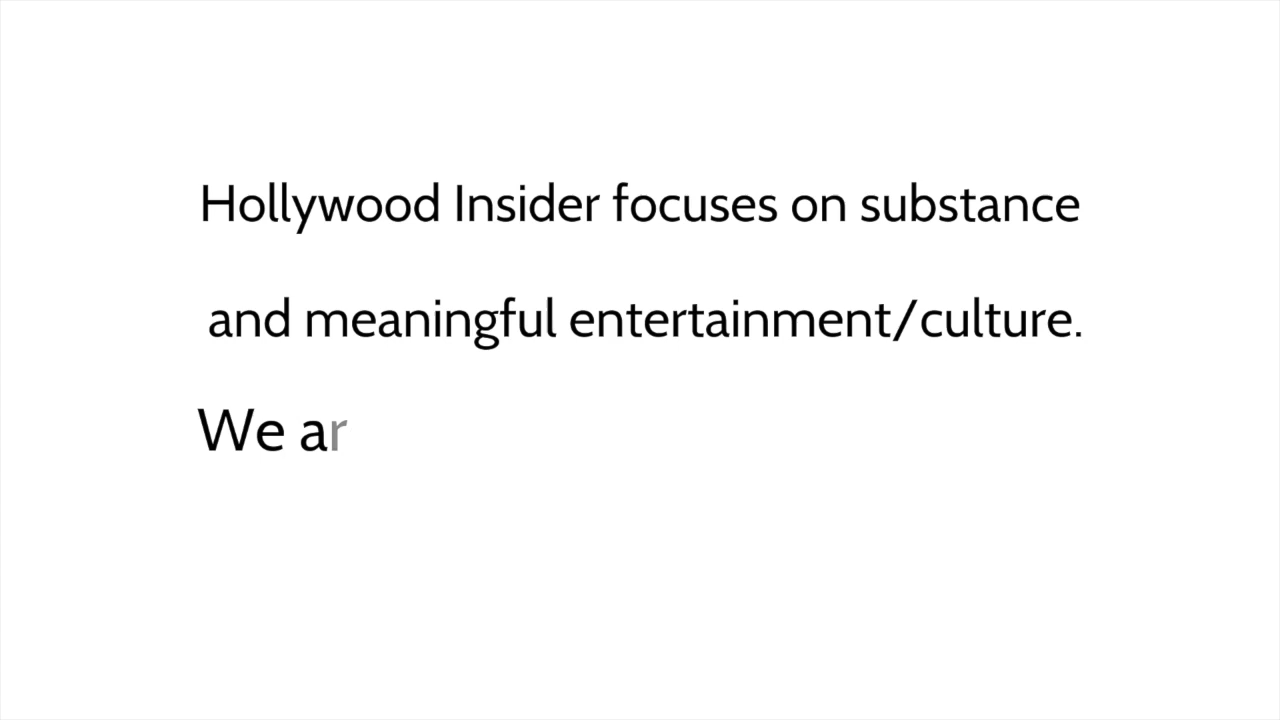 Hollywood Insider focuses on substance
and meaningful entertainment/culture.
We ar